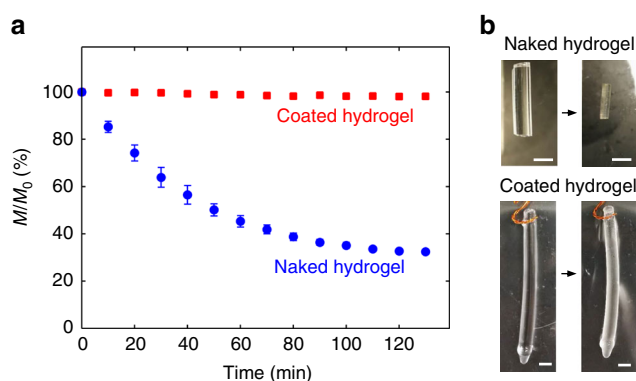 a
M/M0 (%)
100
80
60
40
20
0
Coated hydrogel
Naked hydrogel
0 20 40 60 80 100 120
Time (min)
b
Naked hydrogel
Coated hydrogel